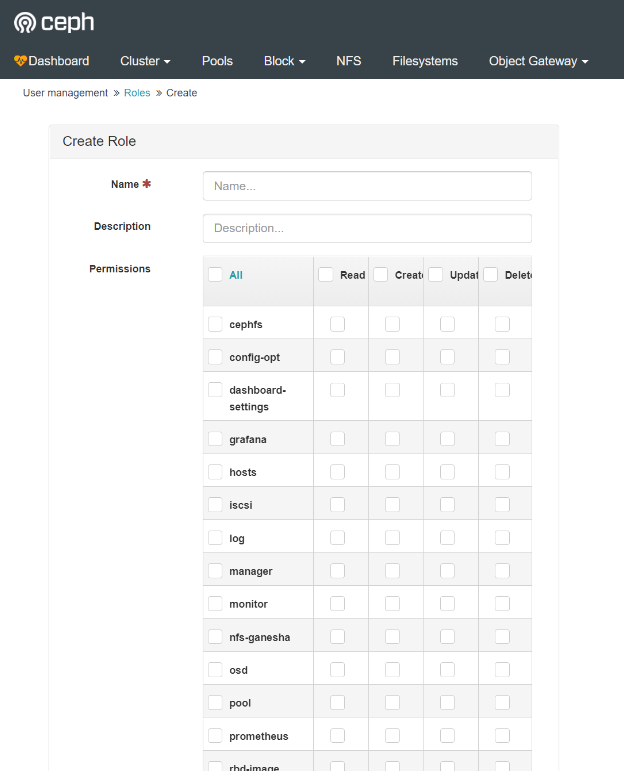 ceph
Dashboard Cluster Pools Block NFS Filesystems Object Gateway
User management » Roles » Create
Create Role
Name * Name...
Description Description...
Permissions All Read Create Updat Delete
cephfs
config-opt
dashboard-
settings
grafana
hosts
iscsi
log
manager
monitor
nfs-ganesha
osd
pool
prometheus
rbd-image